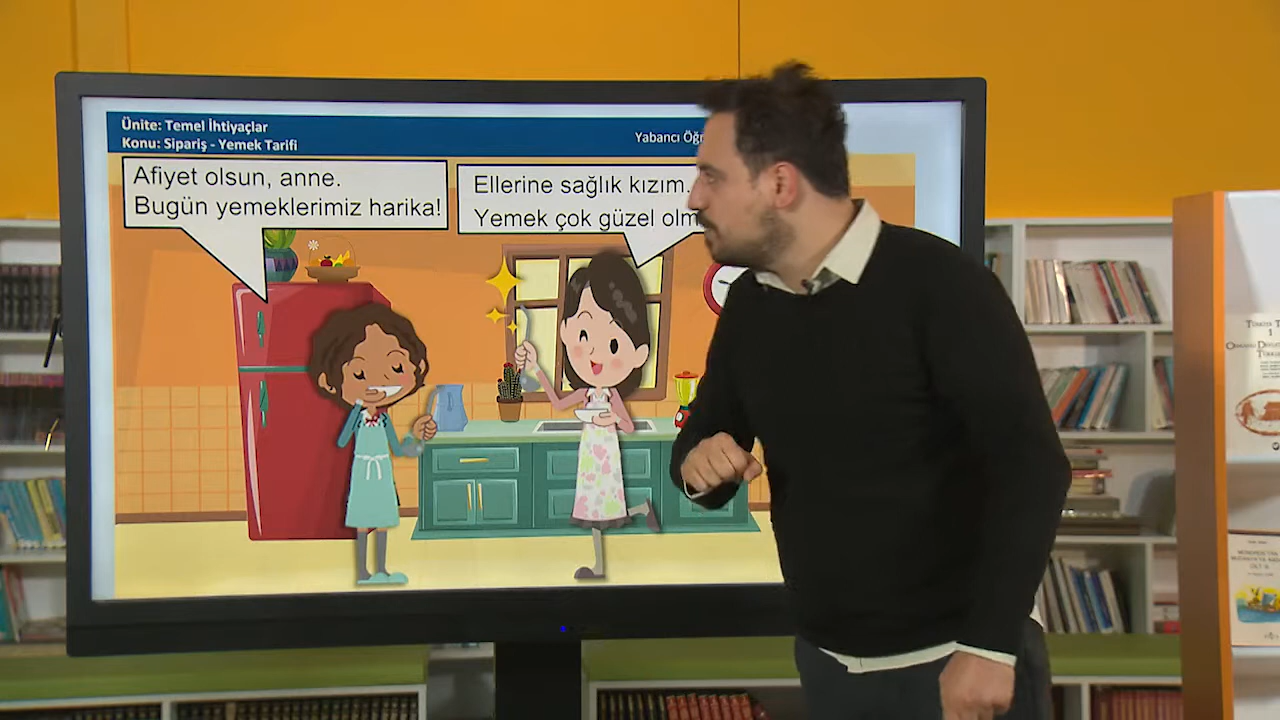 Ünite: Temel İhtiyaçlar
Konu: Sipariş - Yemek Tarifi
Yabancı
Afiyet olsun, anne.
Bugün yemeklerimiz harika!
Ellerine sağlık kızım.
Yemek çok güzel